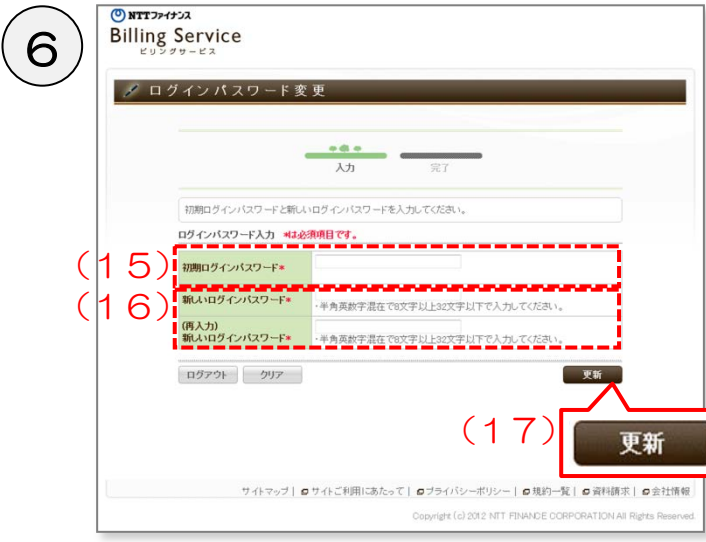 6
NTTファイナンス
Billing Service
ビリングサービス
ログインパスワード変更
入力 完了
初期ログインパスワードと新しいログインパスワードを入力してください。
ログインパスワード入力 *は必須項目です。
(15)
初期ログインパスワード*
(16)
新しいログインパスワード*
・半角英数字混在で8文字以上32文字以下で入力してください。
(再入力)
新しいログインパスワード*
・半角英数字混在で8文字以上32文字以下で入力してください。
ログアウト クリア 更新
(17)
更新
サイトマップ | サイトご利用にあたって | プライバシーポリシー | 規約一覧 | 資料請求 | 会社情報
Copyright (c) 2012 NTT FINANCE CORPORATION All Rights Reserved.